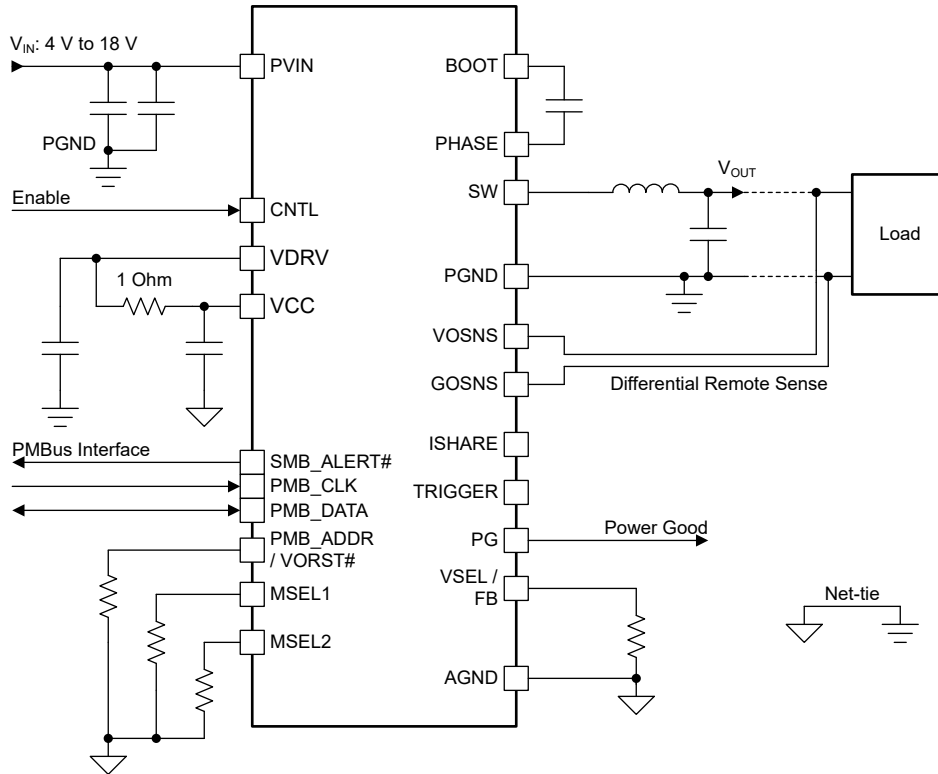 V_IN: 4 V to 18 V
PVIN
PGND
Enable
CNTL
VDRV
1 Ohm
VCC
PMBus Interface
SMB_ALERT#
PMB_CLK
PMB_DATA
PMB_ADDR
/ VORST#
MSEL1
MSEL2
BOOT
PHASE
SW
V_OUT
Load
PGND
VOSNS
GOSNS
Differential Remote Sense
ISHARE
TRIGGER
PG
Power Good
VSEL /
FB
AGND
Net-tie